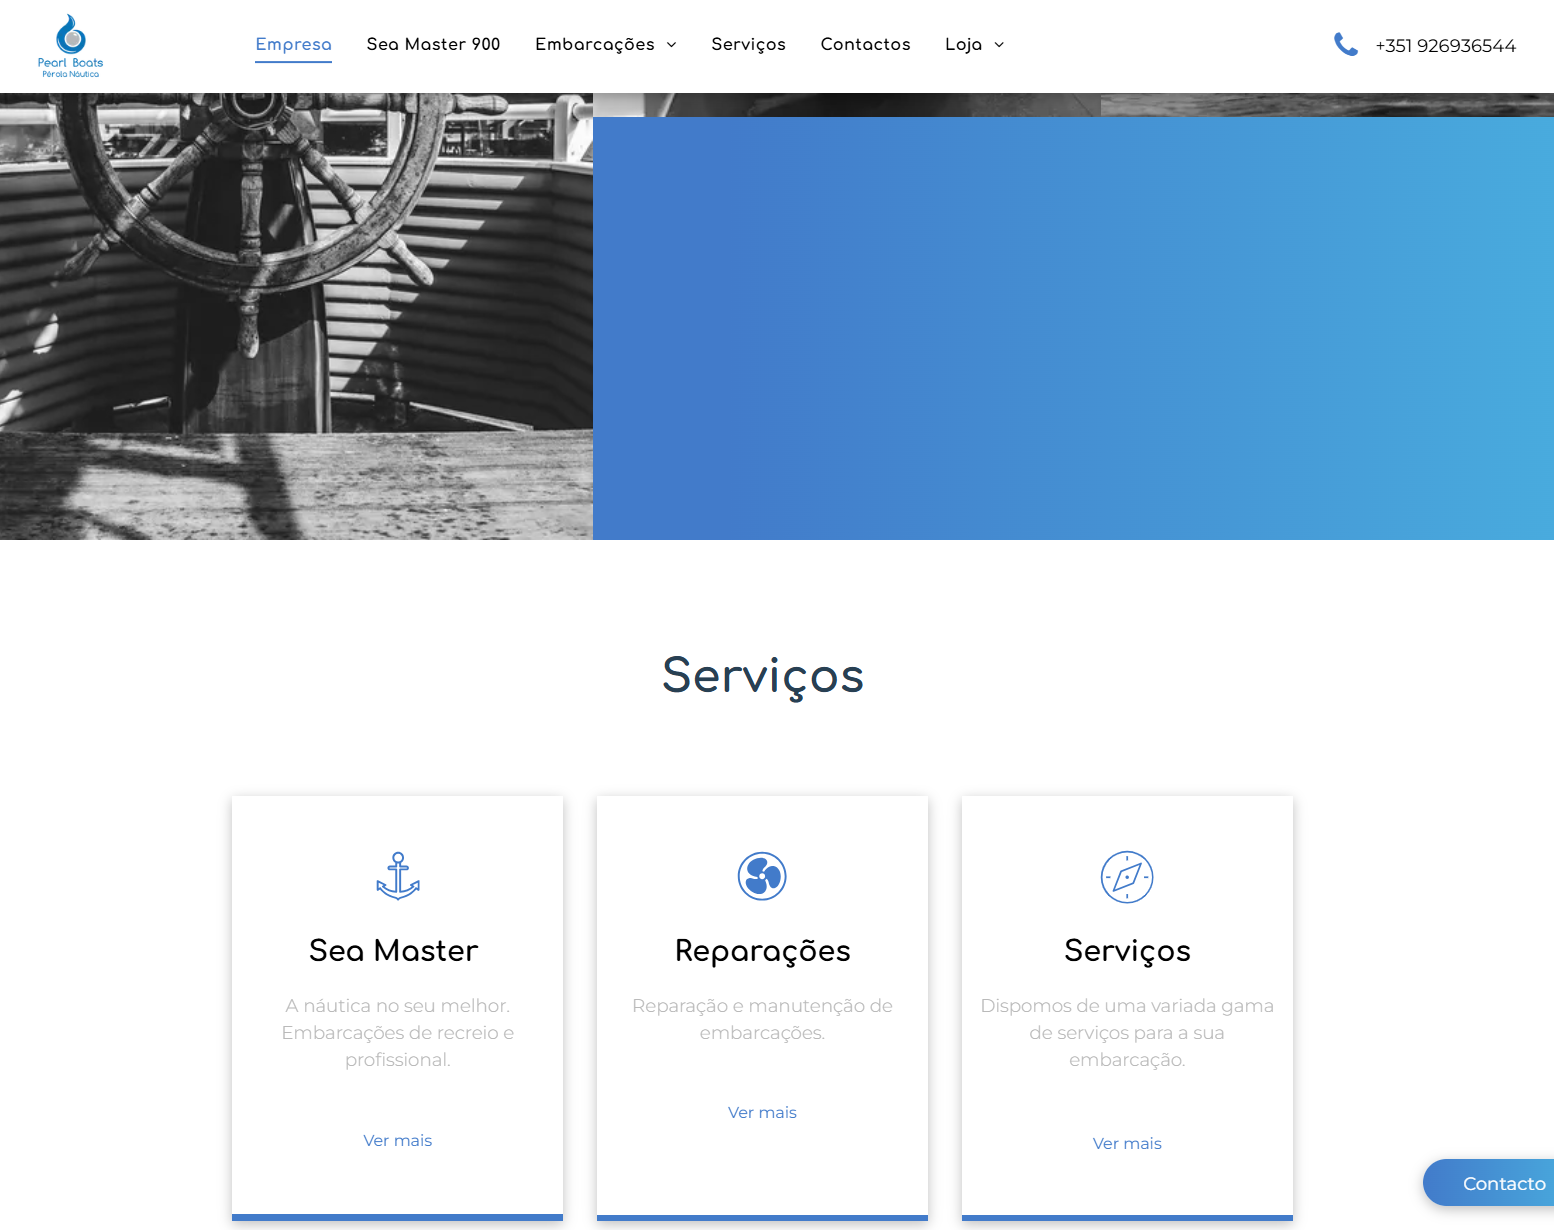 Pearl Boats
Pérola Náutica
Empresa
Sea Master 900
Embarcações
Serviços
Contactos
Loja
+351 926936544
Serviços
Sea Master
A náutica no seu melhor.
Embarcações de recreio e
profissional.
Ver mais
Reparações
Reparação e manutenção de
embarcações.
Ver mais
Serviços
Dispomos de uma variada gama
de serviços para a sua
embarcação.
Ver mais
Contacto